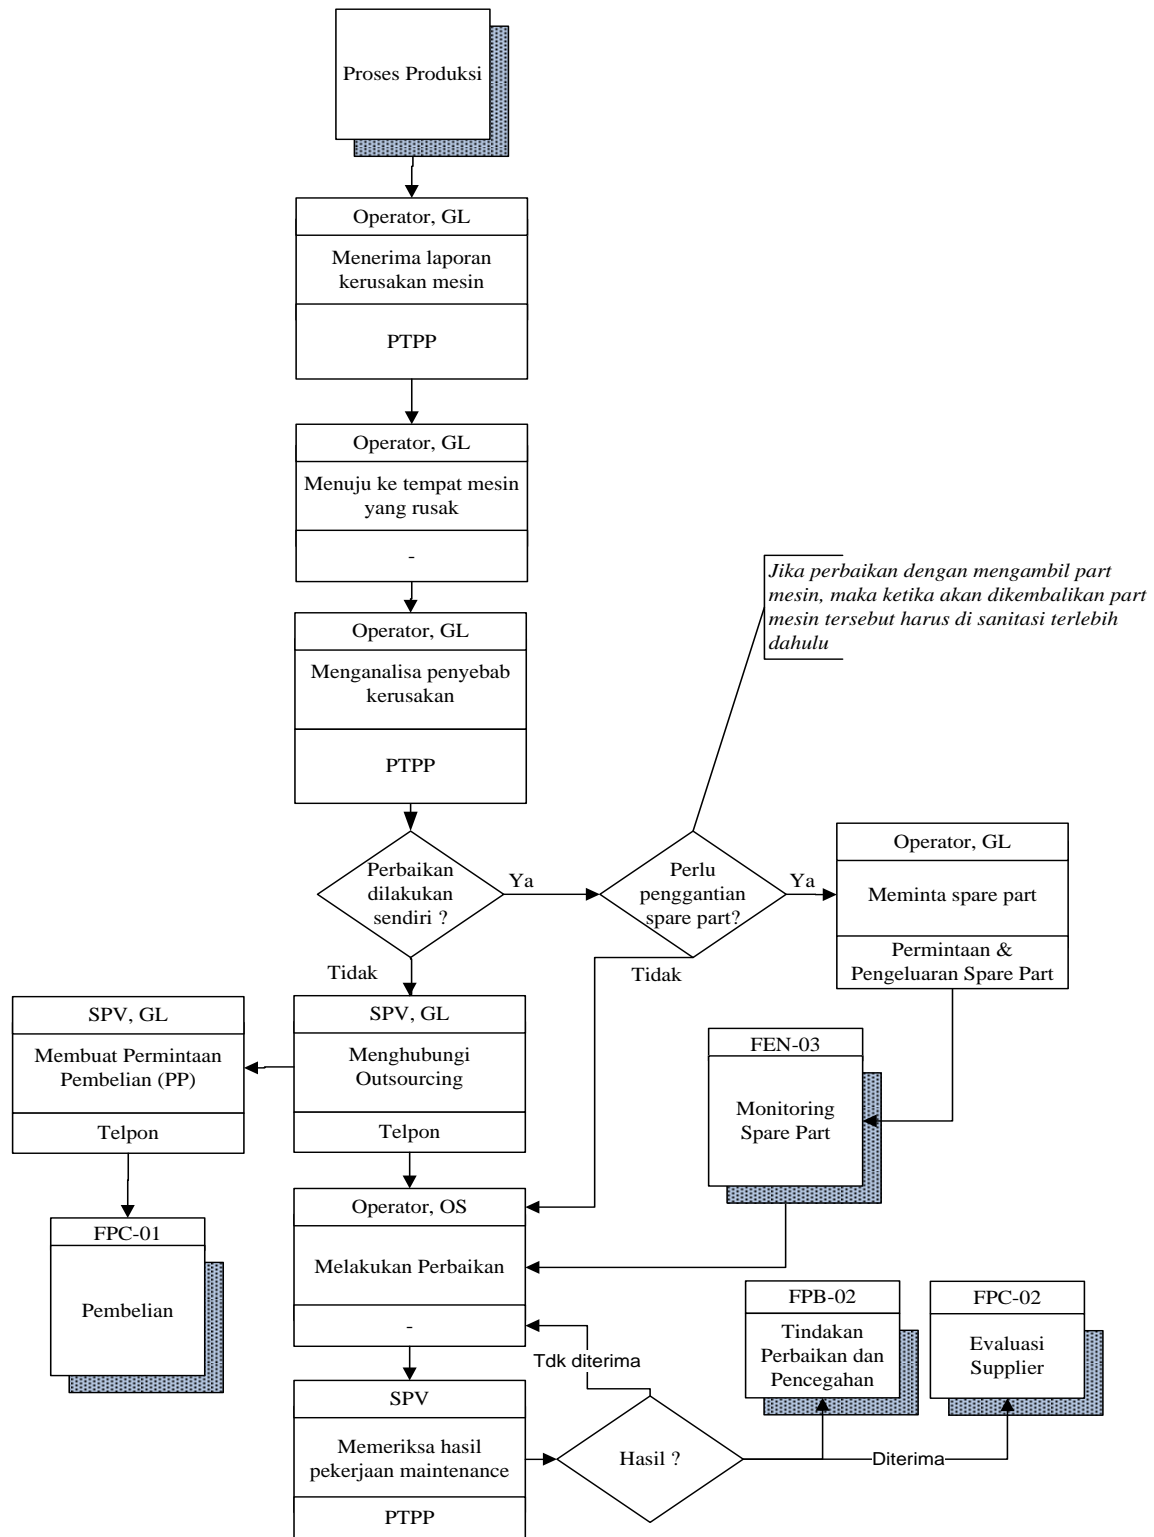 Proses Produksi
Operator, GL
Menerima laporan
kerusakan mesin
PTPP
Operator, GL
Menuju ke tempat mesin
yang rusak
-
Jika perbaikan dengan mengambil part
mesin, maka ketika akan dikembalikan part
mesin tersebut harus di sanitasi terlebih
dahulu
Operator, GL
Menganalisa penyebab
kerusakan
PTPP
Perbaikan
dilakukan
sendiri ?
Ya
Perlu
penggantian
spare part?
Ya
Operator, GL
Meminta spare part
Permintaan &
Pengeluaran Spare Part
Tidak
Tidak
SPV, GL
Membuat Permintaan
Pembelian (PP)
Telpon
SPV, GL
Menghubungi
Outsourcing
Telpon
FEN-03
Monitoring
Spare Part
FPC-01
Pembelian
Operator, OS
Melakukan Perbaikan
-
Tdk diterima
FPB-02
Tindakan
Perbaikan dan
Pencegahan
FPC-02
Evaluasi
Supplier
SPV
Memeriksa hasil
pekerjaan maintenance
PTPP
Hasil ?
Diterima